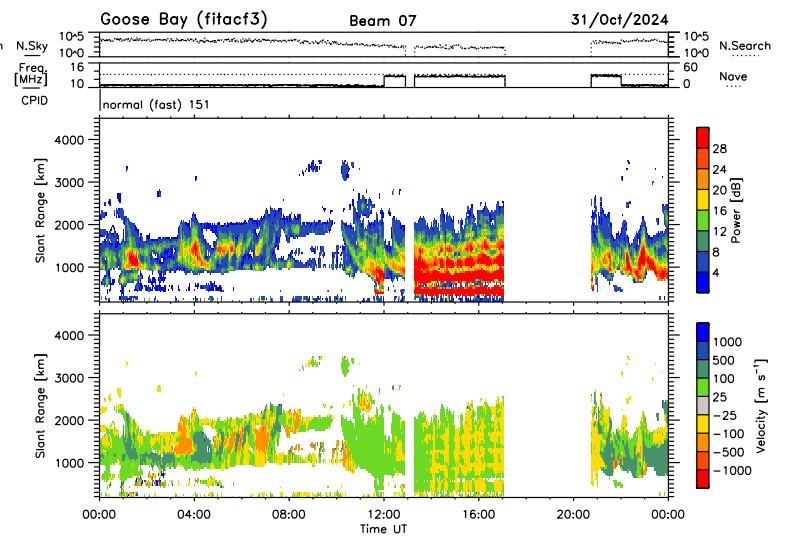 Goose Bay (fitacf3) Beam 07 31/Oct/2024
n N.Sky 10^5 10^5 N.Search
10^0 10^0
Freq. 16 60 Nave
[MHz] 10 0
CPID normal (fast) 151
Slant Range [km]
4000
3000
2000
1000
28
24
20
16
12
8
4
Power [dB]
Slant Range [km]
4000
3000
2000
1000
1000
500
100
25
−25
−100
−500
−1000
Velocity [m s⁻¹]
00:00 04:00 08:00 12:00 16:00 20:00 00:00
Time UT